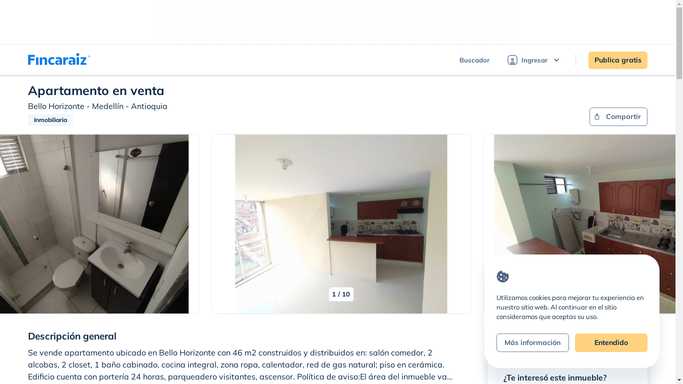 Fincaraiz
Buscador
Ingresar
Publica gratis
Apartamento en venta
Bello Horizonte - Medellín - Antioquia
Inmobiliaria
Compartir
1 / 10
Utilizamos cookies para mejorar tu experiencia en
nuestro sitio web. Al continuar en el sitio
consideramos que aceptas su uso.
Más información
Entendido
Descripción general
Se vende apartamento ubicado en Bello Horizonte con 46 m2 construidos y distribuidos en: salón comedor, 2
alcobas, 2 closet, 1 baño cabinado, cocina integral, zona ropa, calentador, red de gas natural; piso en cerámica.
Edificio cuenta con portería 24 horas, parqueadero visitantes, ascensor. Política de aviso:El área del inmueble va...
¿Te interesó este inmueble?